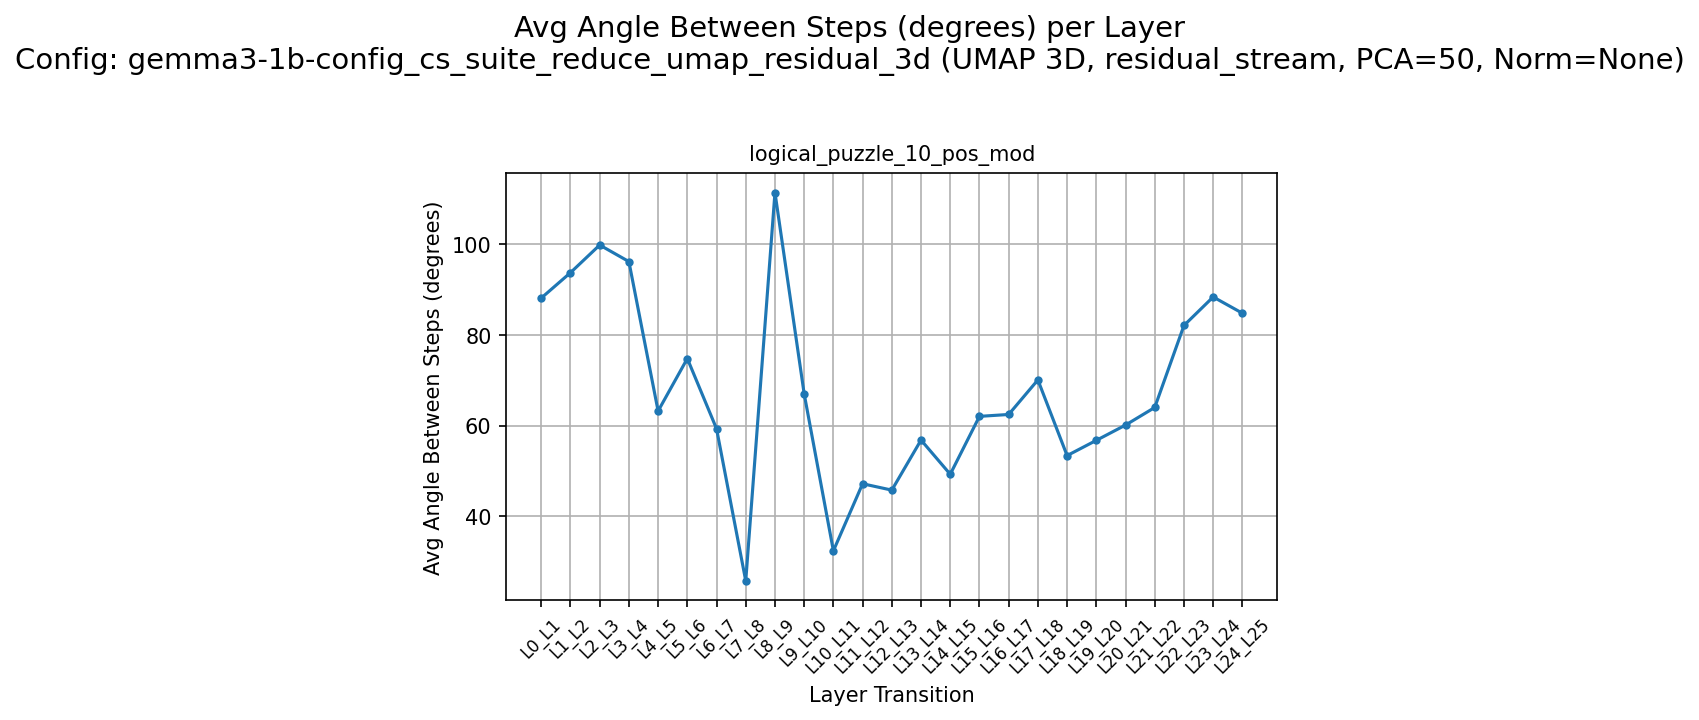 Avg Angle Between Steps (degrees) per Layer
Config: gemma3-1b-config_cs_suite_reduce_umap_residual_3d (UMAP 3D, residual_stream, PCA=50, Norm=None)
logical_puzzle_10_pos_mod
Avg Angle Between Steps (degrees)
100
80
60
40
L0_L1
L1_L2
L2_L3
L3_L4
L4_L5
L5_L6
L6_L7
L7_L8
L8_L9
L9_L10
L10_L11
L11_L12
L12_L13
L13_L14
L14_L15
L15_L16
L16_L17
L17_L18
L18_L19
L19_L20
L20_L21
L21_L22
L22_L23
L23_L24
L24_L25
Layer Transition